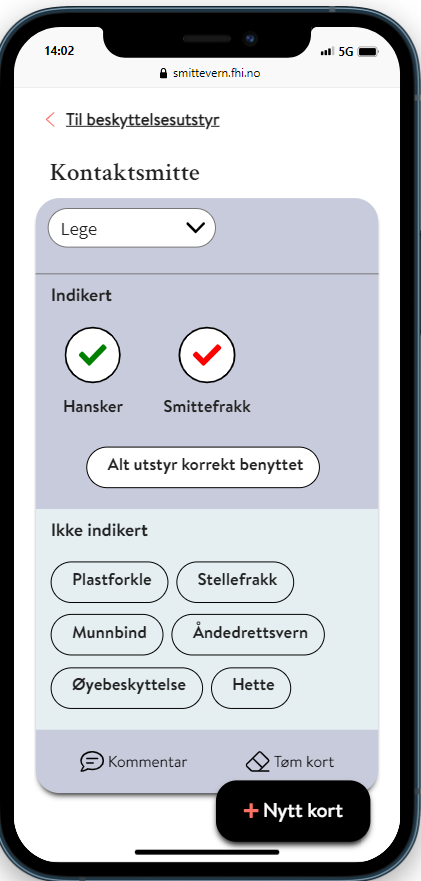 14:02
5G
smittevern.fhi.no
Til beskyttelsesutstyr
Kontaktsmitte
Lege
Indikert
Hansker Smittefrakk
Alt utstyr korrekt benyttet
Ikke indikert
Plastforkle Stellefrakk
Munnbind Åndedrettsvern
Øyebeskyttelse Hette
Kommentar Tøm kort
+ Nytt kort